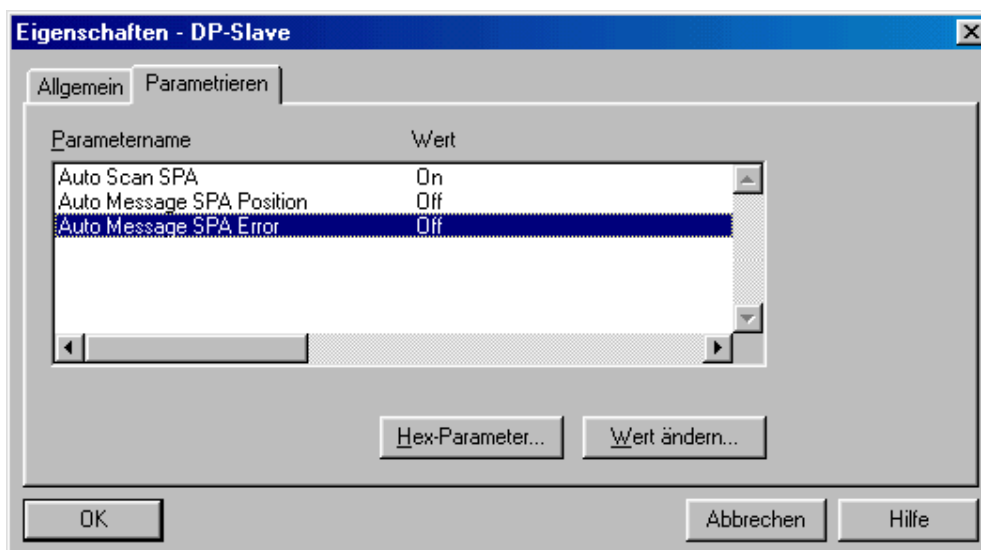 Eigenschaften - DP-Slave
Allgemein Parametrieren
Parametername Wert
Auto Scan SPA On
Auto Message SPA Position Off
Auto Message SPA Error Off
Hex-Parameter... Wert ändern...
OK Abbrechen Hilfe